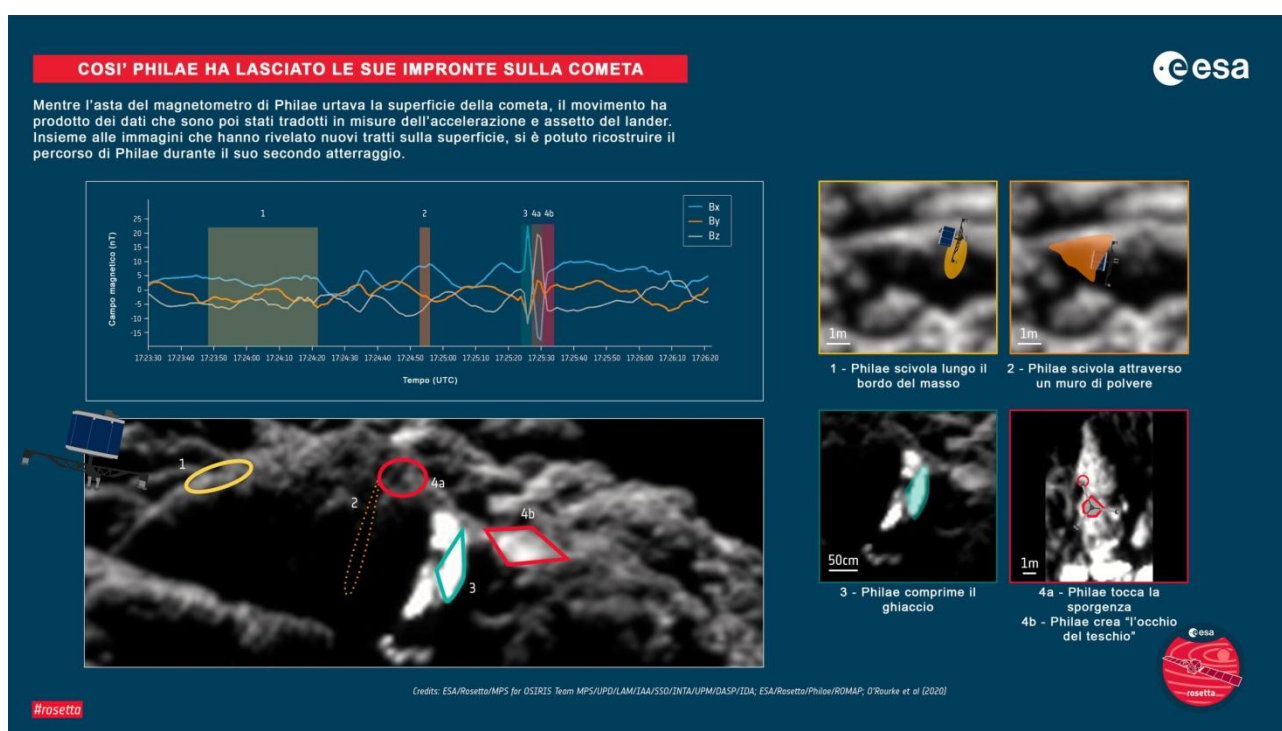 COSI' PHILAE HA LASCIATO LE SUE IMPRONTE SULLA COMETA
esa
Mentre l'asta del magnetometro di Philae urtava la superficie della cometa, il movimento ha
prodotto dei dati che sono poi stati tradotti in misure dell'accelerazione e assetto del lander.
Insieme alle immagini che hanno rivelato nuovi tratti sulla superficie, si è potuto ricostruire il
percorso di Philae durante il suo secondo atterraggio.
1
2
3 4a 4b
Bx
By
Bz
Campo magnetico (nT)
25
20
15
10
5
0
-5
-10
-15
17:23:30 17:23:40 17:23:50 17:24:00 17:24:10 17:24:20 17:24:30 17:24:40 17:24:50 17:25:00 17:25:10 17:25:20 17:25:30 17:25:40 17:25:50 17:26:00 17:26:10 17:26:20
Tempo (UTC)
1m
1 - Philae scivola lungo il
bordo del masso
1m
2 - Philae scivola attraverso
un muro di polvere
1
2
4a
4b
3
50cm
3 - Philae comprime il
ghiaccio
1m
4a - Philae tocca la
sporgenza
4b - Philae crea "l'occhio
del teschio"
esa
rosetta
Credits: ESA/Rosetta/MPS for OSIRIS Team MPS/UPD/LAM/IAA/SSO/INTA/UPM/DASP/IDA; ESA/Rosetta/Philae/ROMAP; O'Rourke et al (2020)
#rosetta